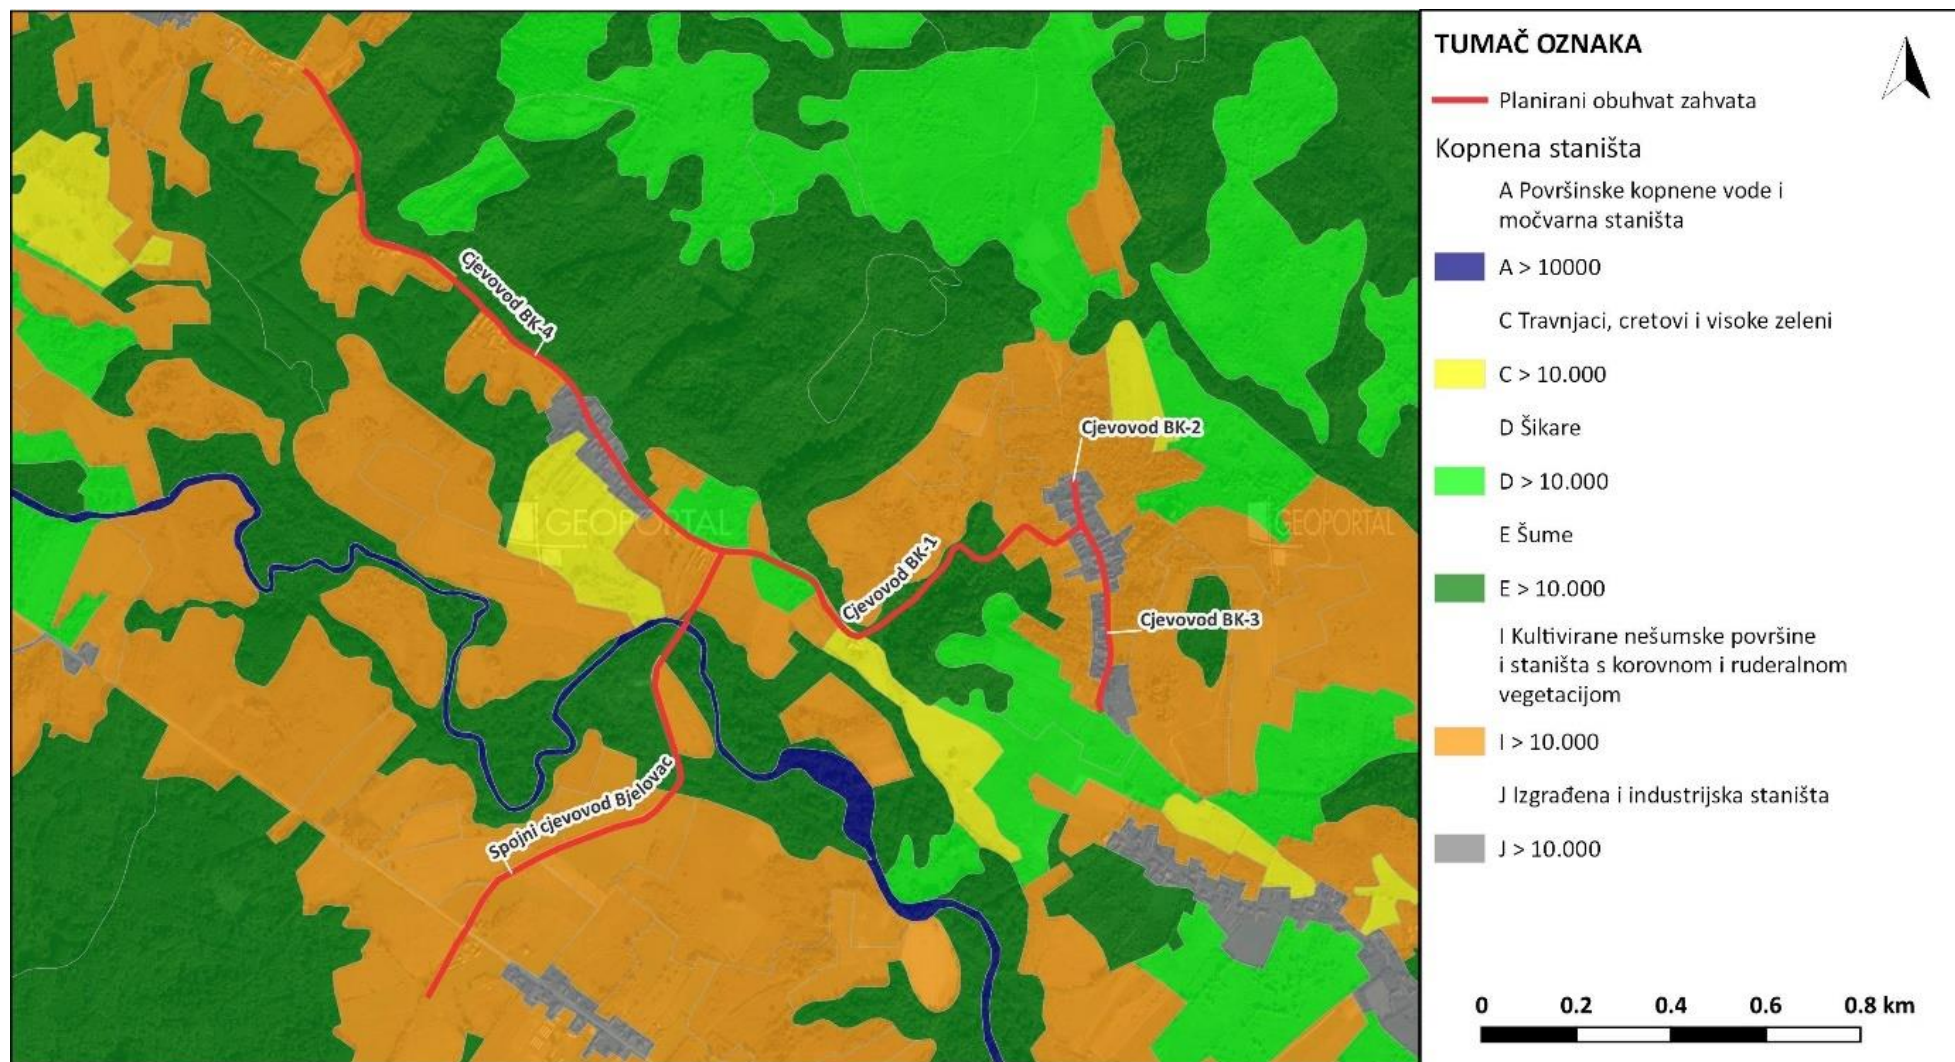 Cjevovod BK-4
Cjevovod BK-2
GEOPORTAL
GEOPORTAL
Cjevovod BK-1
Cjevovod BK-3
Spojni cjevovod Bjelovac
TUMAČ OZNAKA
Planirani obuhvat zahvata
Kopnena staništa
A Površinske kopnene vode i
močvarna staništa
A > 10000
C Travnjaci, cretovi i visoke zeleni
C > 10.000
D Šikare
D > 10.000
E Šume
E > 10.000
I Kultivirane nešumske površine
i staništa s korovnom i ruderalnom
vegetacijom
I > 10.000
J Izgrađena i industrijska staništa
J > 10.000
0 0.2 0.4 0.6 0.8 km